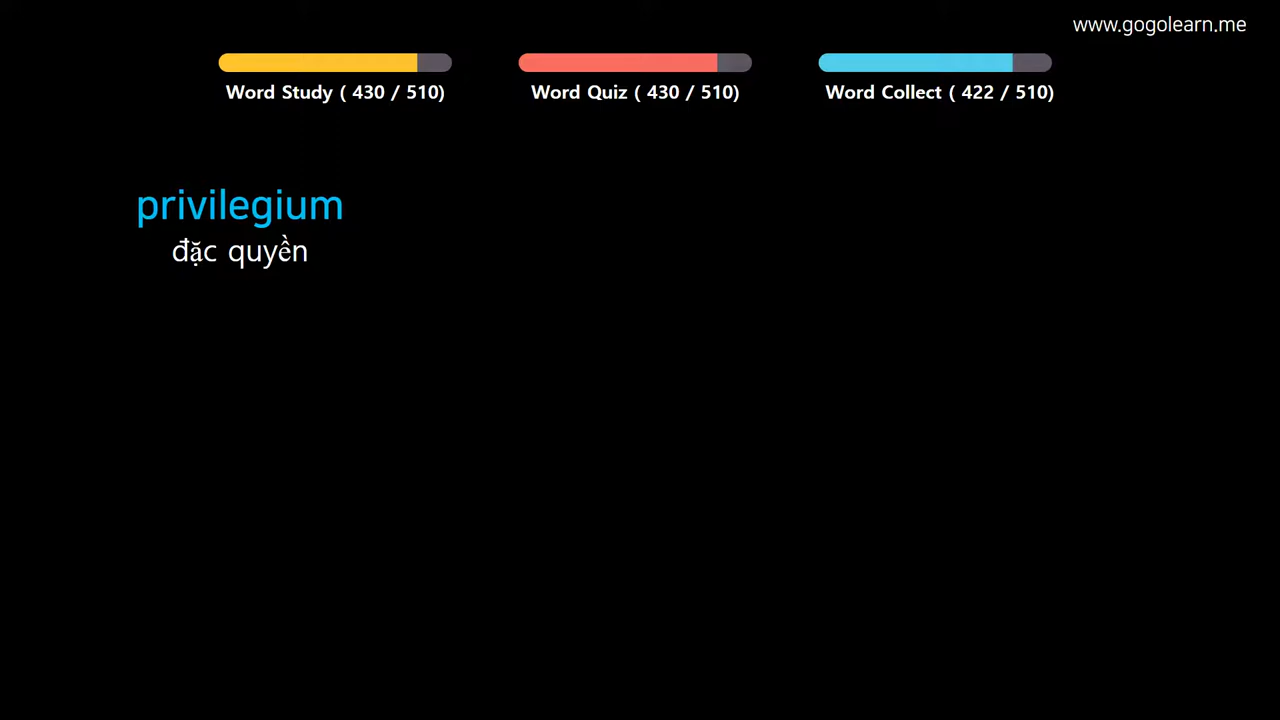 www.gogolearn.me
Word Study ( 430 / 510)
Word Quiz ( 430 / 510)
Word Collect ( 422 / 510)
privilegium
đặc quyền